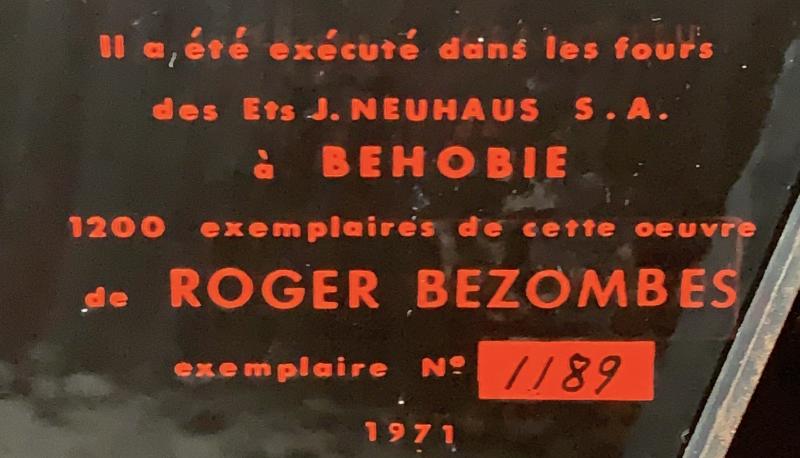 Il a été exécuté dans les fours
des Ets J. NEUHAUS S.A.
à BEHOBIE
1200 exemplaires de cette oeuvre
de ROGER BEZOMBES
exemplaire Nº 1189
1971